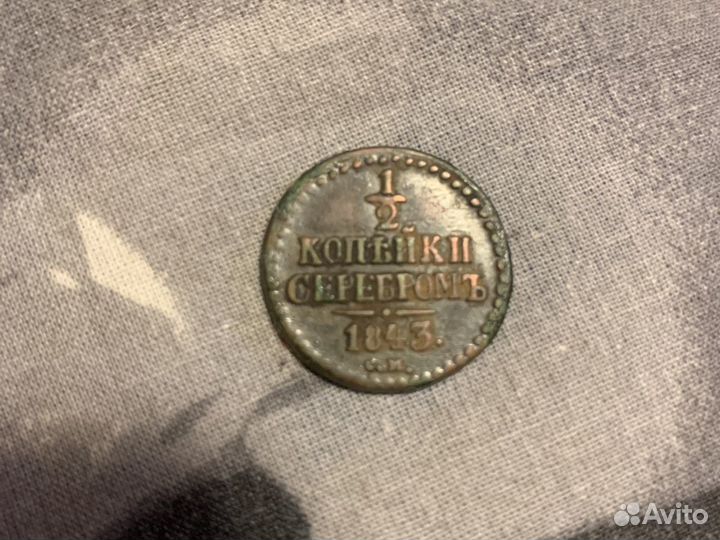 1
2
КОПѢЙКИ
СЕРЕБРОМЪ
1843.
.М.
Avito